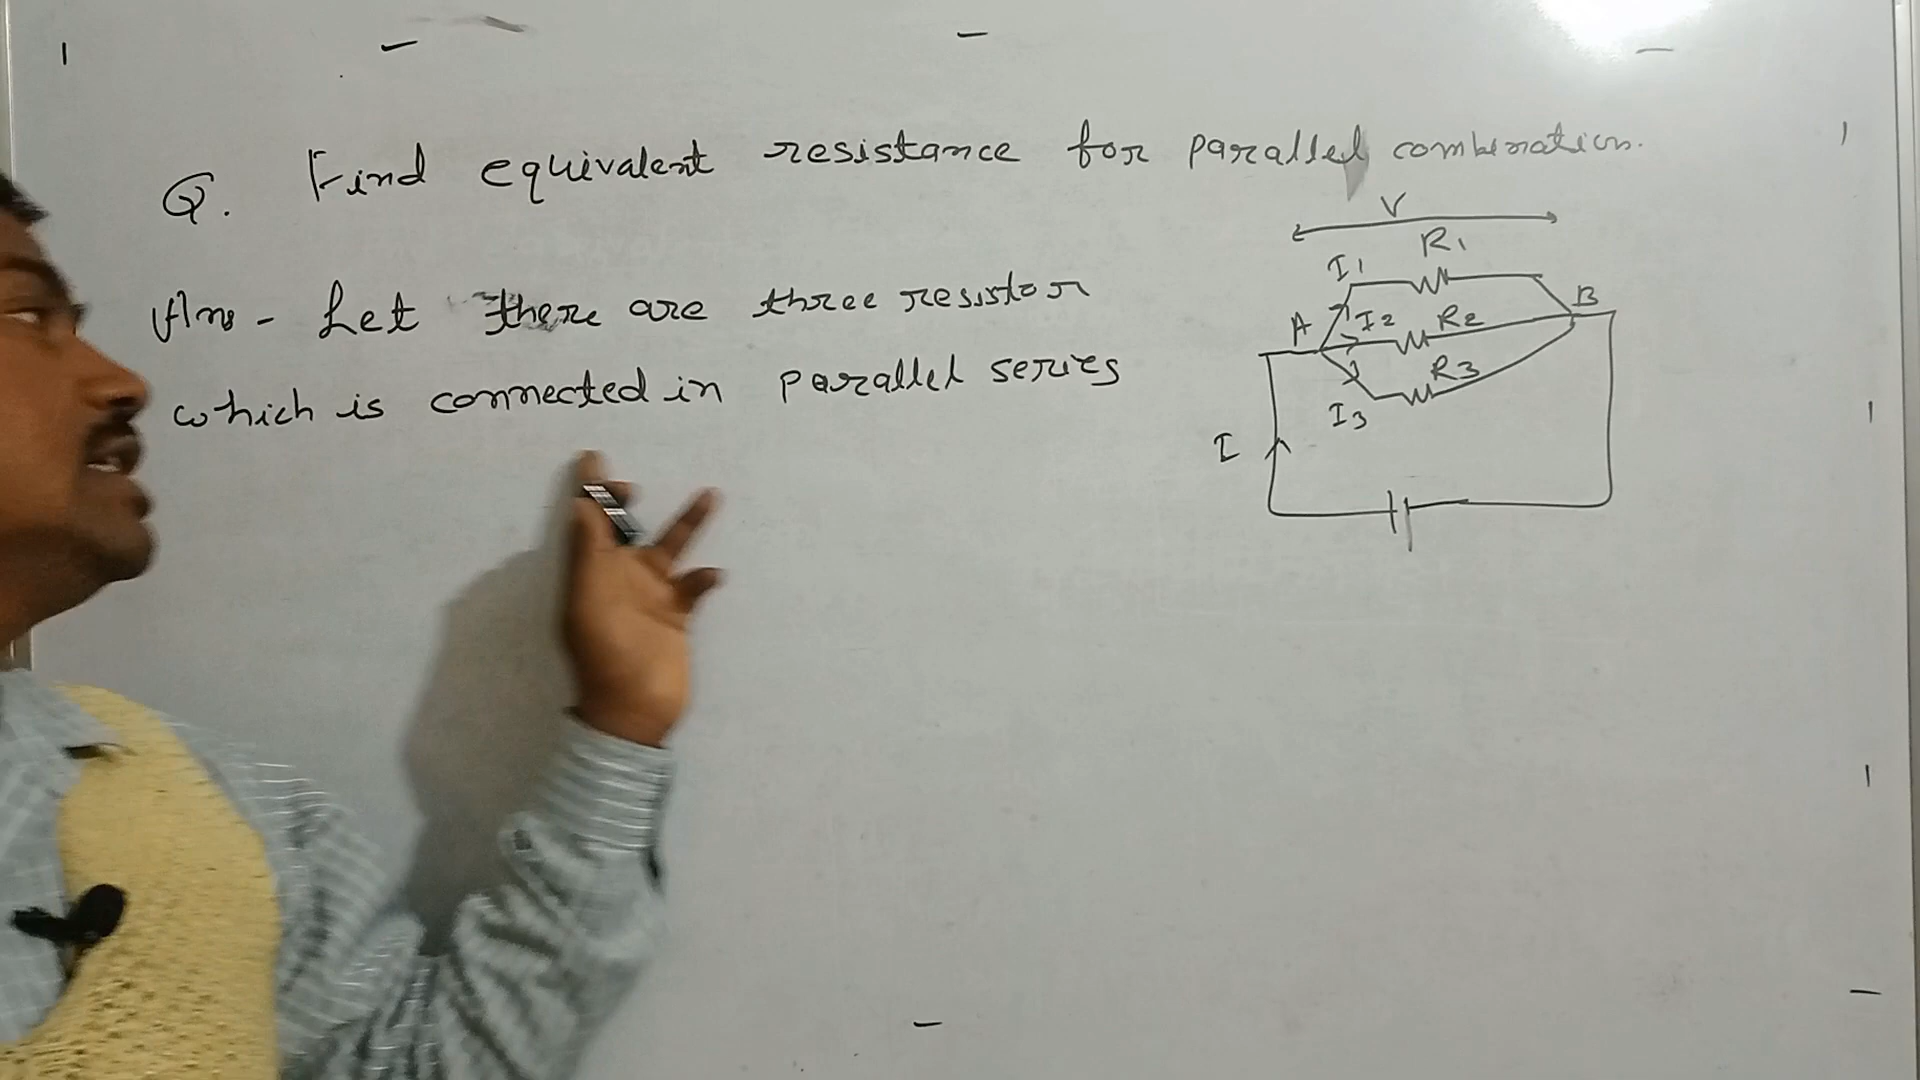 Q. Find equivalent resistance for parallel combination.
Ans - Let there are three resistor
which is connected in parallel series
V
R1
I1
A
I2
R2
B
R3
I3
I